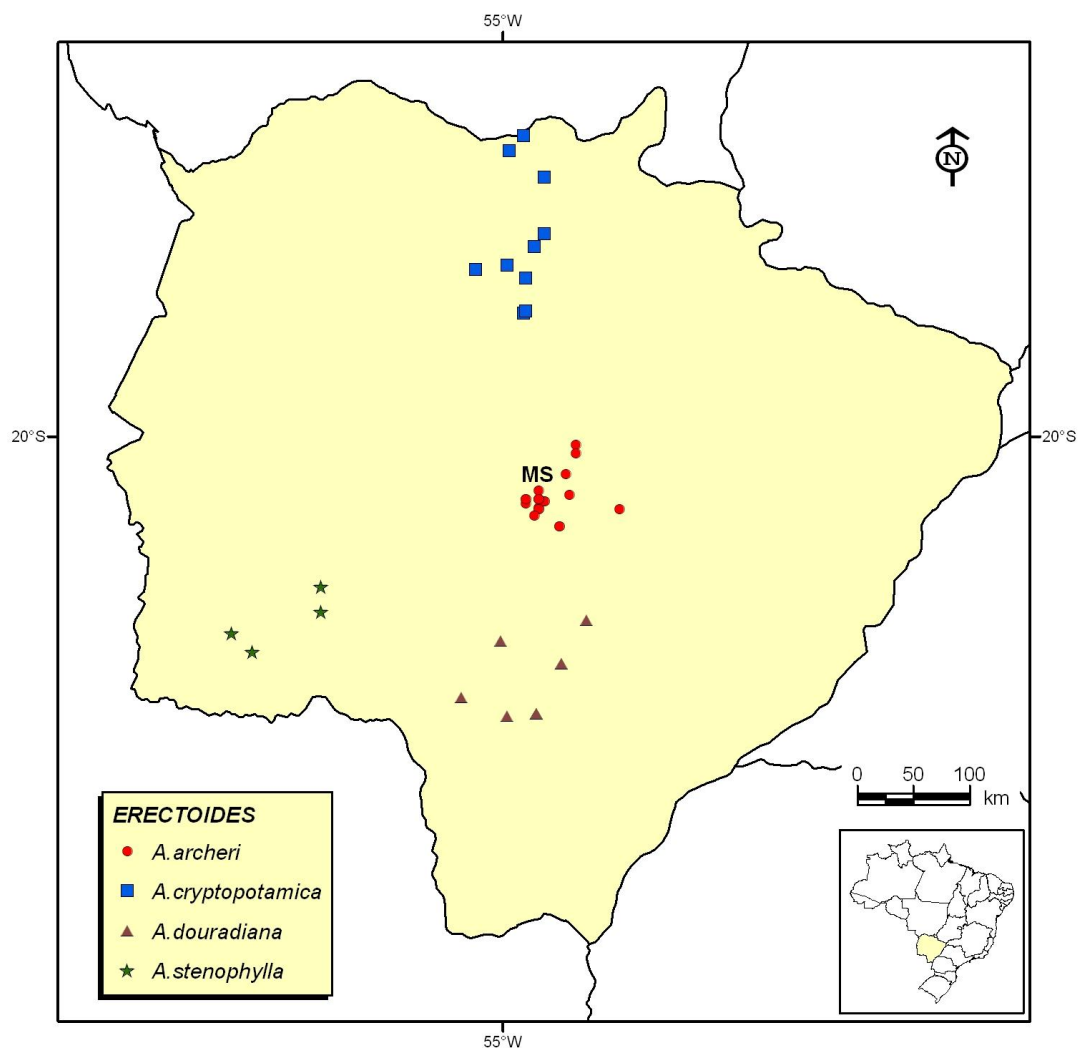 55°W
N
20°S
20°S
MS
0 50 100
km
ERECTOIDES
A.archeri
A.cryptopotamica
A.douradiana
A.stenophylla
55°W